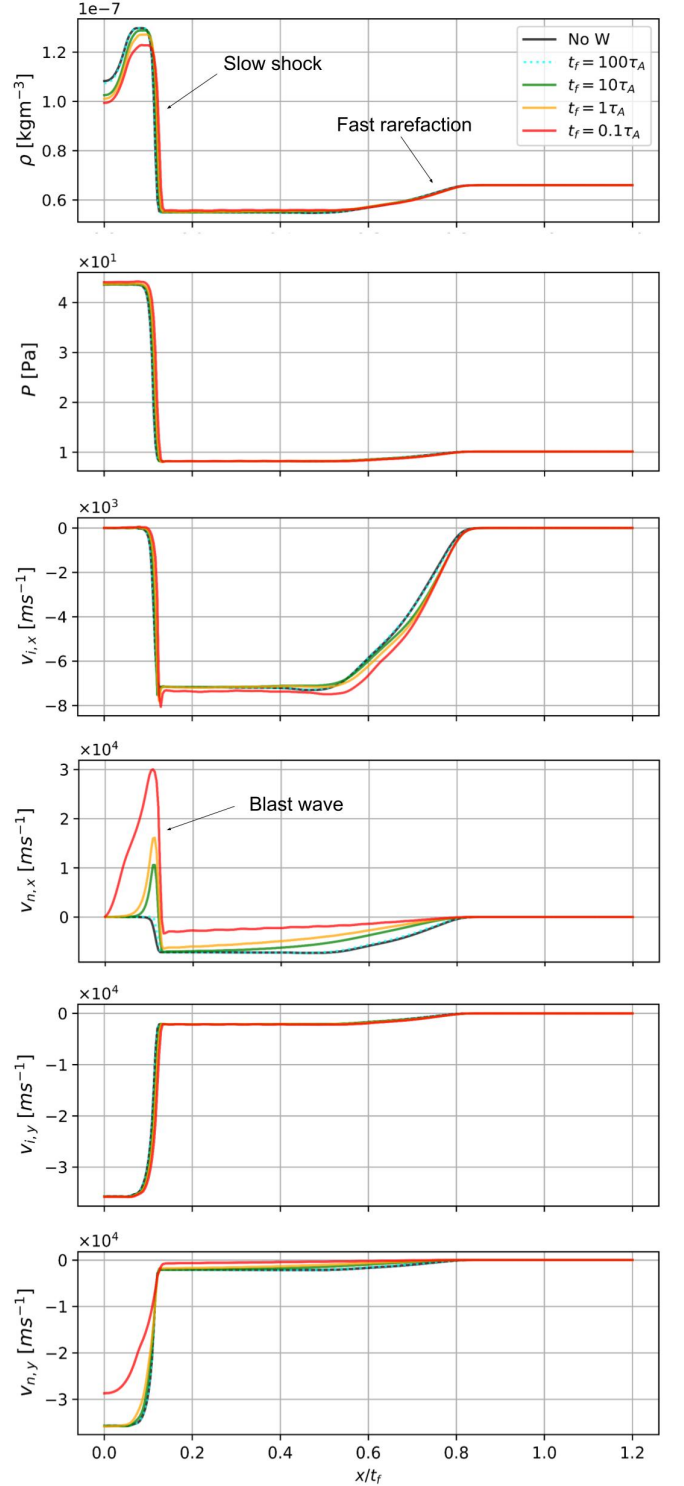 1e−7
1.2
1.0
0.8
0.6
ρ [kgm⁻³]
Slow shock
Fast rarefaction
No W
t_f = 100τ_A
t_f = 10τ_A
t_f = 1τ_A
t_f = 0.1τ_A
×10¹
4
3
2
1
P [Pa]
×10³
0
−2
−4
−6
−8
v_{i,x} [ms⁻¹]
×10⁴
3
2
1
0
v_{n,x} [ms⁻¹]
Blast wave
×10⁴
0
−1
−2
−3
v_{i,y} [ms⁻¹]
×10⁴
0
−1
−2
−3
v_{n,y} [ms⁻¹]
0.0 0.2 0.4 0.6 0.8 1.0 1.2
x/t_f